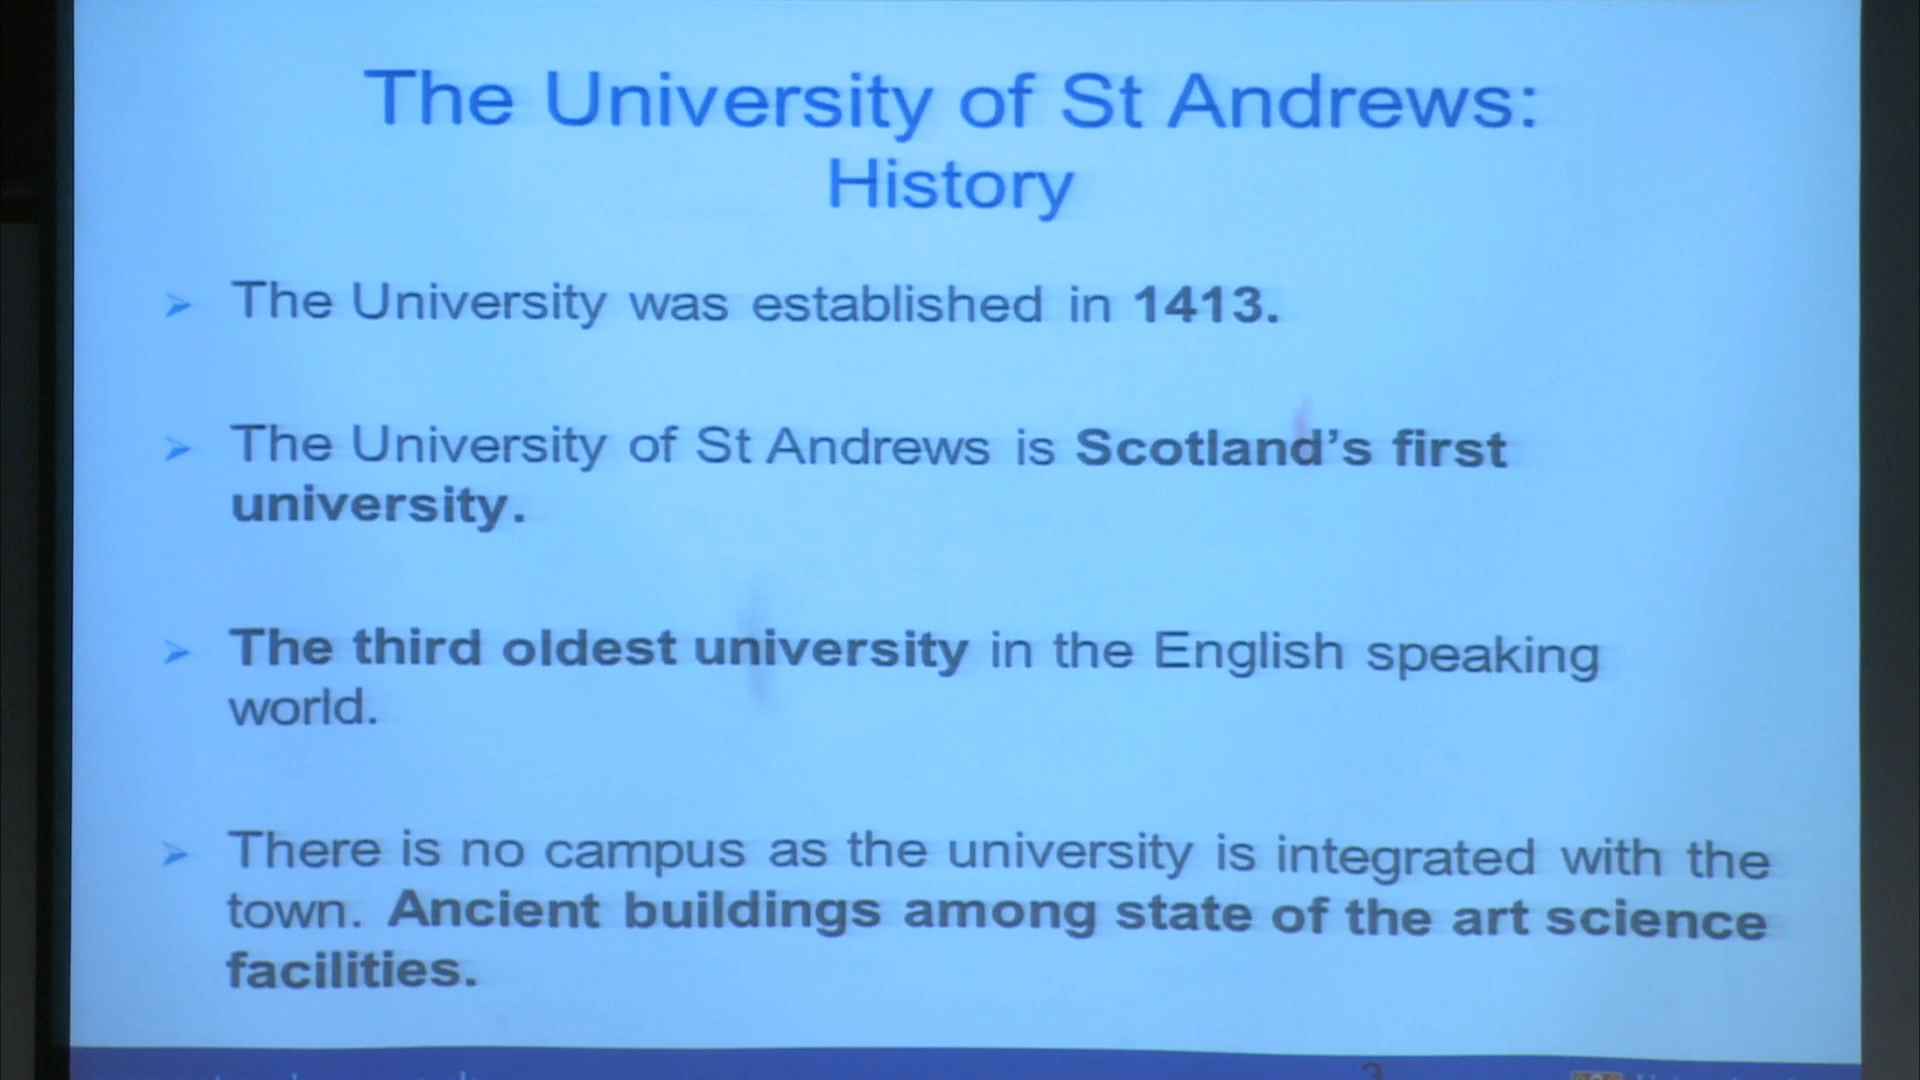 The University of St Andrews:
History
The University was established in 1413.
The University of St Andrews is Scotland's first
university.
The third oldest university in the English speaking
world.
There is no campus as the university is integrated with the
town. Ancient buildings among state of the art science
facilities.
3